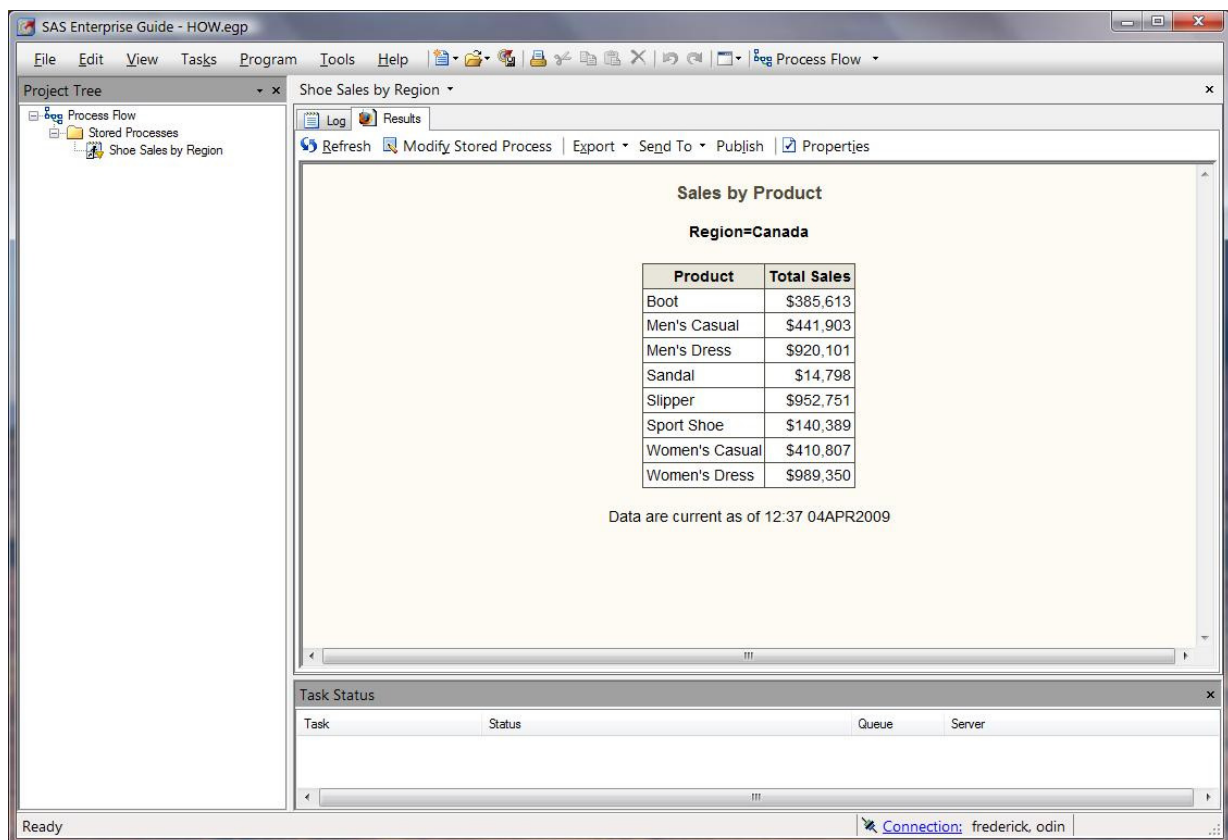 SAS Enterprise Guide - HOW.egp
File Edit View Tasks Program Tools Help Process Flow
Project Tree
Process Flow
Stored Processes
Shoe Sales by Region
Shoe Sales by Region
Log Results
Refresh Modify Stored Process Export Send To Publish Properties
Sales by Product
Region=Canada
Product Total Sales
Boot $385,613
Men's Casual $441,903
Men's Dress $920,101
Sandal $14,798
Slipper $952,751
Sport Shoe $140,389
Women's Casual $410,807
Women's Dress $989,350
Data are current as of 12:37 04APR2009
Task Status
Task Status Queue Server
Ready Connection: frederick, odin